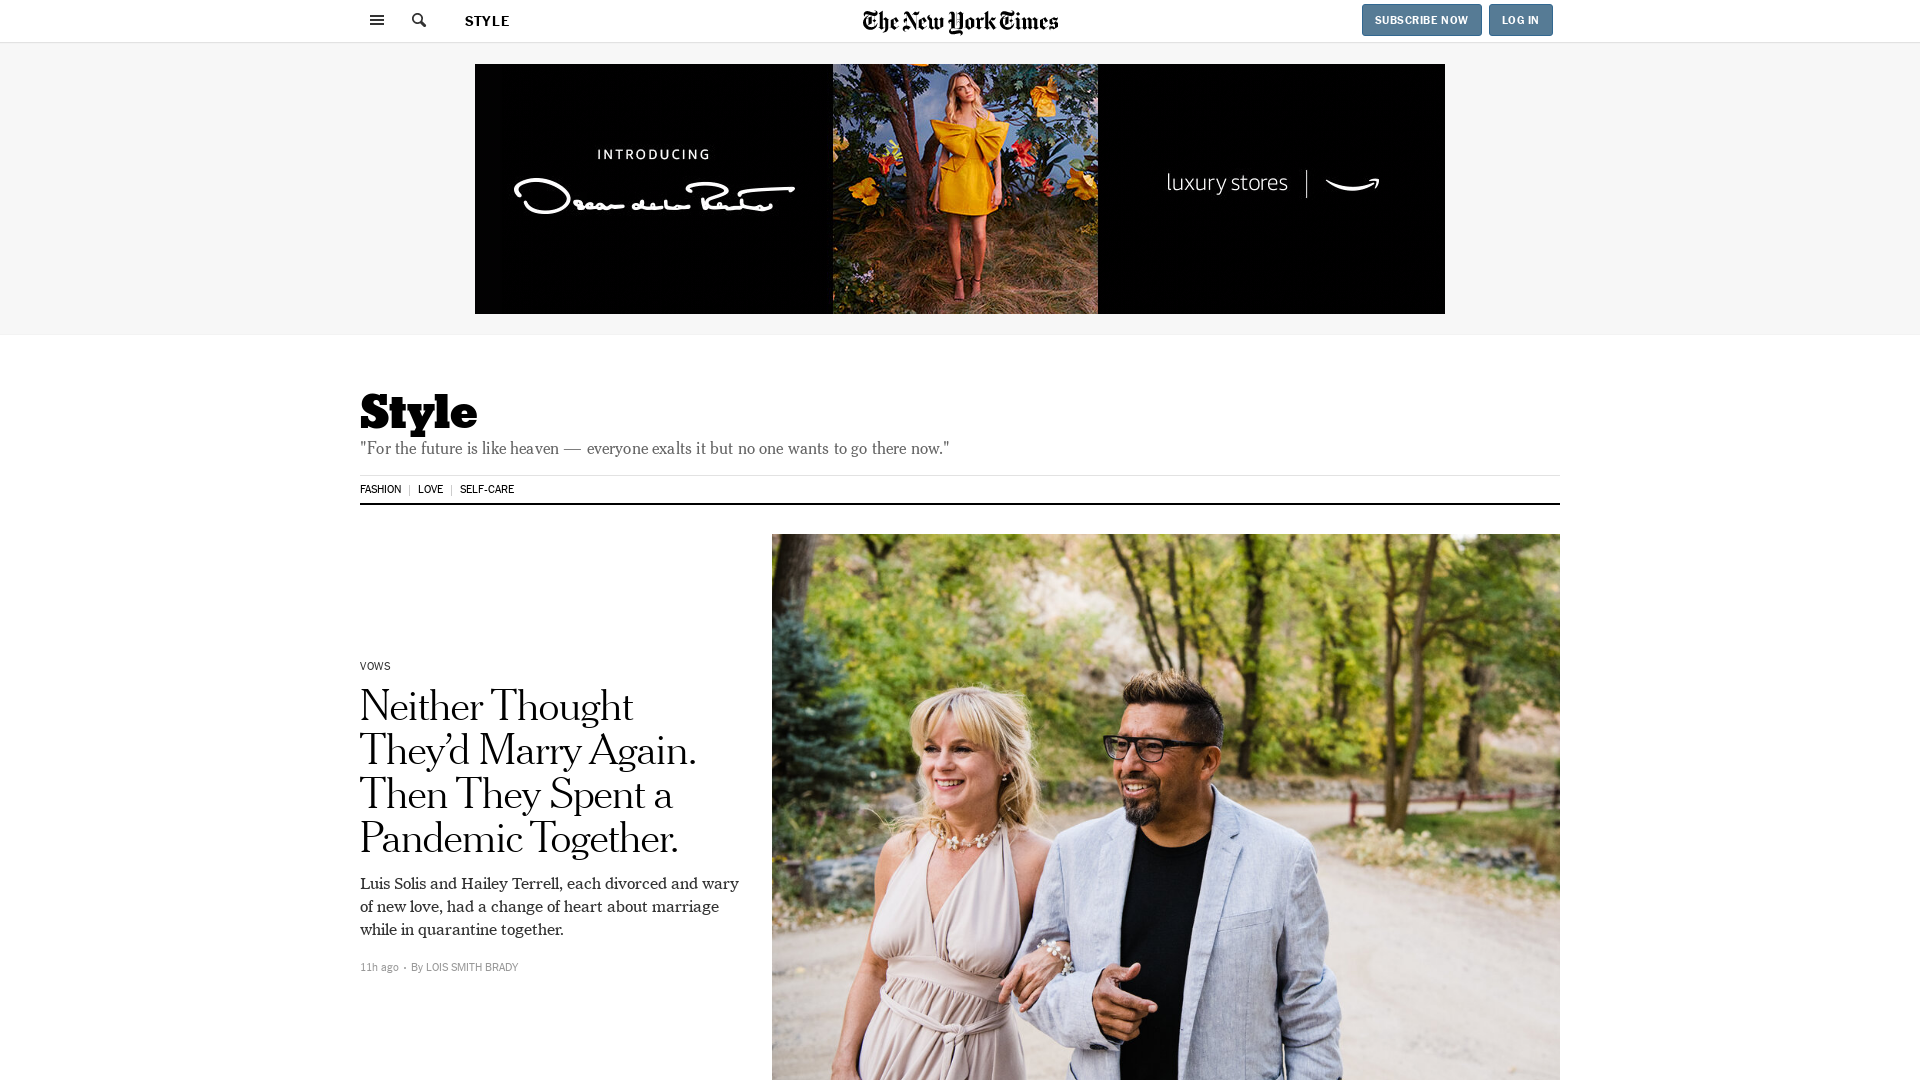 STYLE
The New York Times
SUBSCRIBE NOW
LOG IN
INTRODUCING
Oscar de la Renta
luxury stores
Style
"For the future is like heaven — everyone exalts it but no one wants to go there now."
FASHION
LOVE
SELF-CARE
VOWS
Neither Thought
They’d Marry Again.
Then They Spent a
Pandemic Together.
Luis Solis and Hailey Terrell, each divorced and wary
of new love, had a change of heart about marriage
while in quarantine together.
11h ago · By LOIS SMITH BRADY